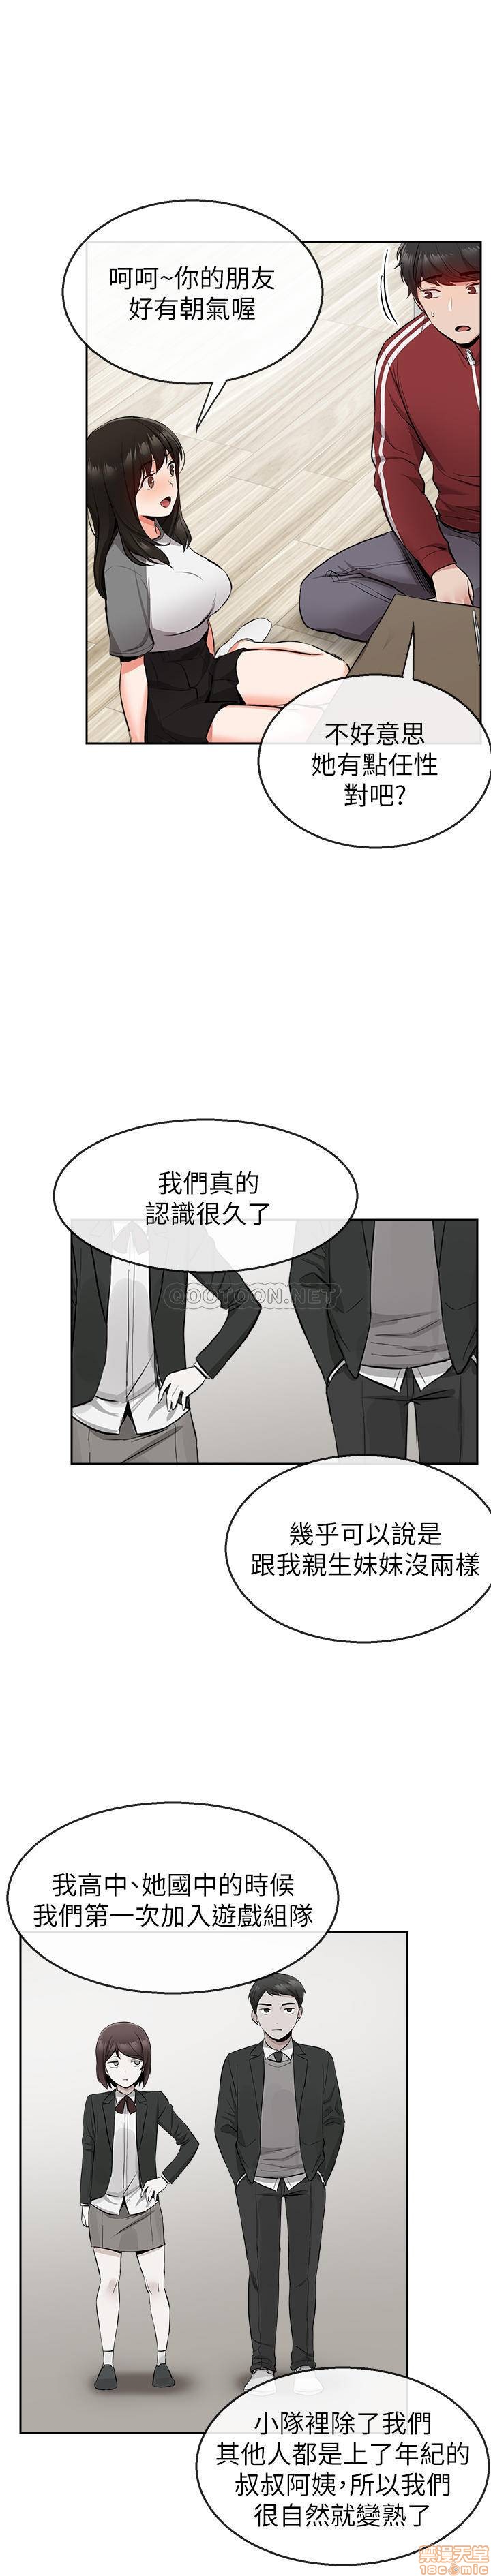 呵呵~你的朋友
好有朝氣喔
不好意思
她有點任性
對吧?
我們真的
認識很久了
QOOTOON.NET
幾乎可以說是
跟我親生妹妹沒兩樣
我高中、她國中的時候
我們第一次加入遊戲組隊
小隊裡除了我們
其他人都是上了年紀的
叔叔阿姨,所以我們
很自然就變熟了
禁漫天堂
18comic